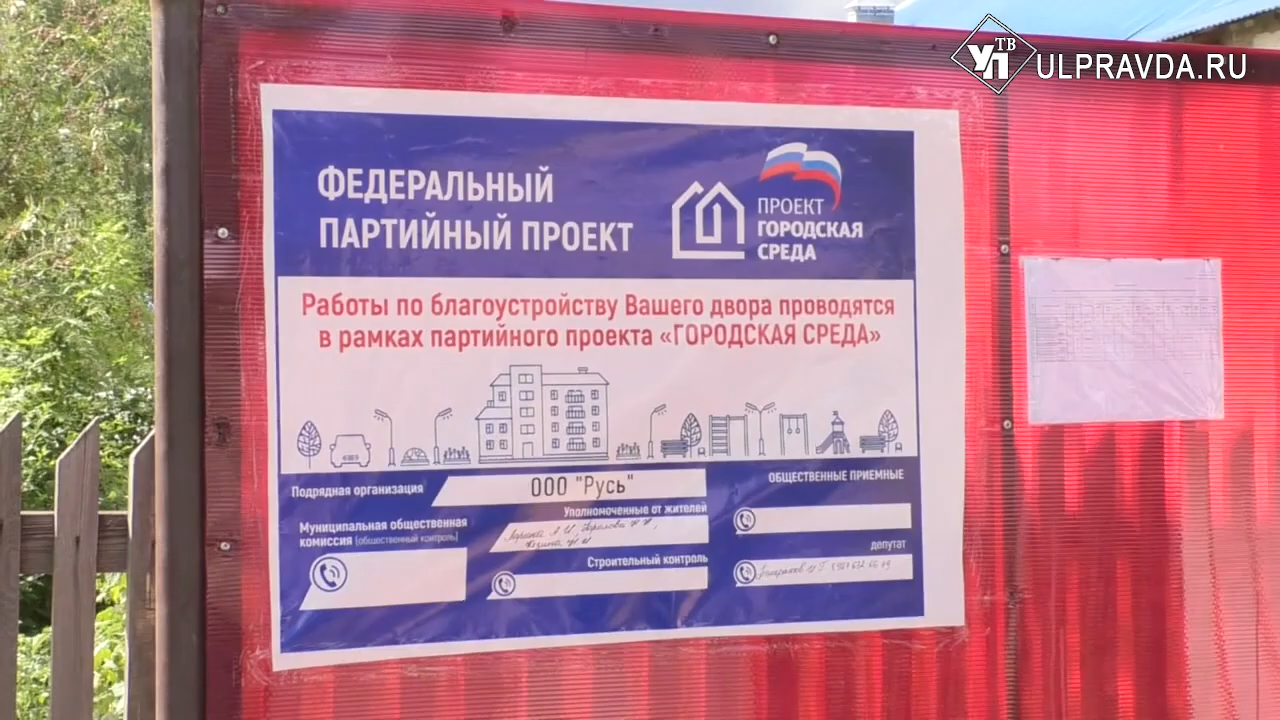 УП ТВ ULPRAVDA.RU
ФЕДЕРАЛЬНЫЙ
ПАРТИЙНЫЙ ПРОЕКТ
ПРОЕКТ
ГОРОДСКАЯ
СРЕДА
Работы по благоустройству Вашего двора проводятся
в рамках партийного проекта «ГОРОДСКАЯ СРЕДА»
Подрядная организация
ООО "Русь"
Муниципальная общественная
комиссия (общественный контроль)
Уполномоченные от жителей
Строительный контроль
ОБЩЕСТВЕННЫЕ ПРИЕМНЫЕ
депутат